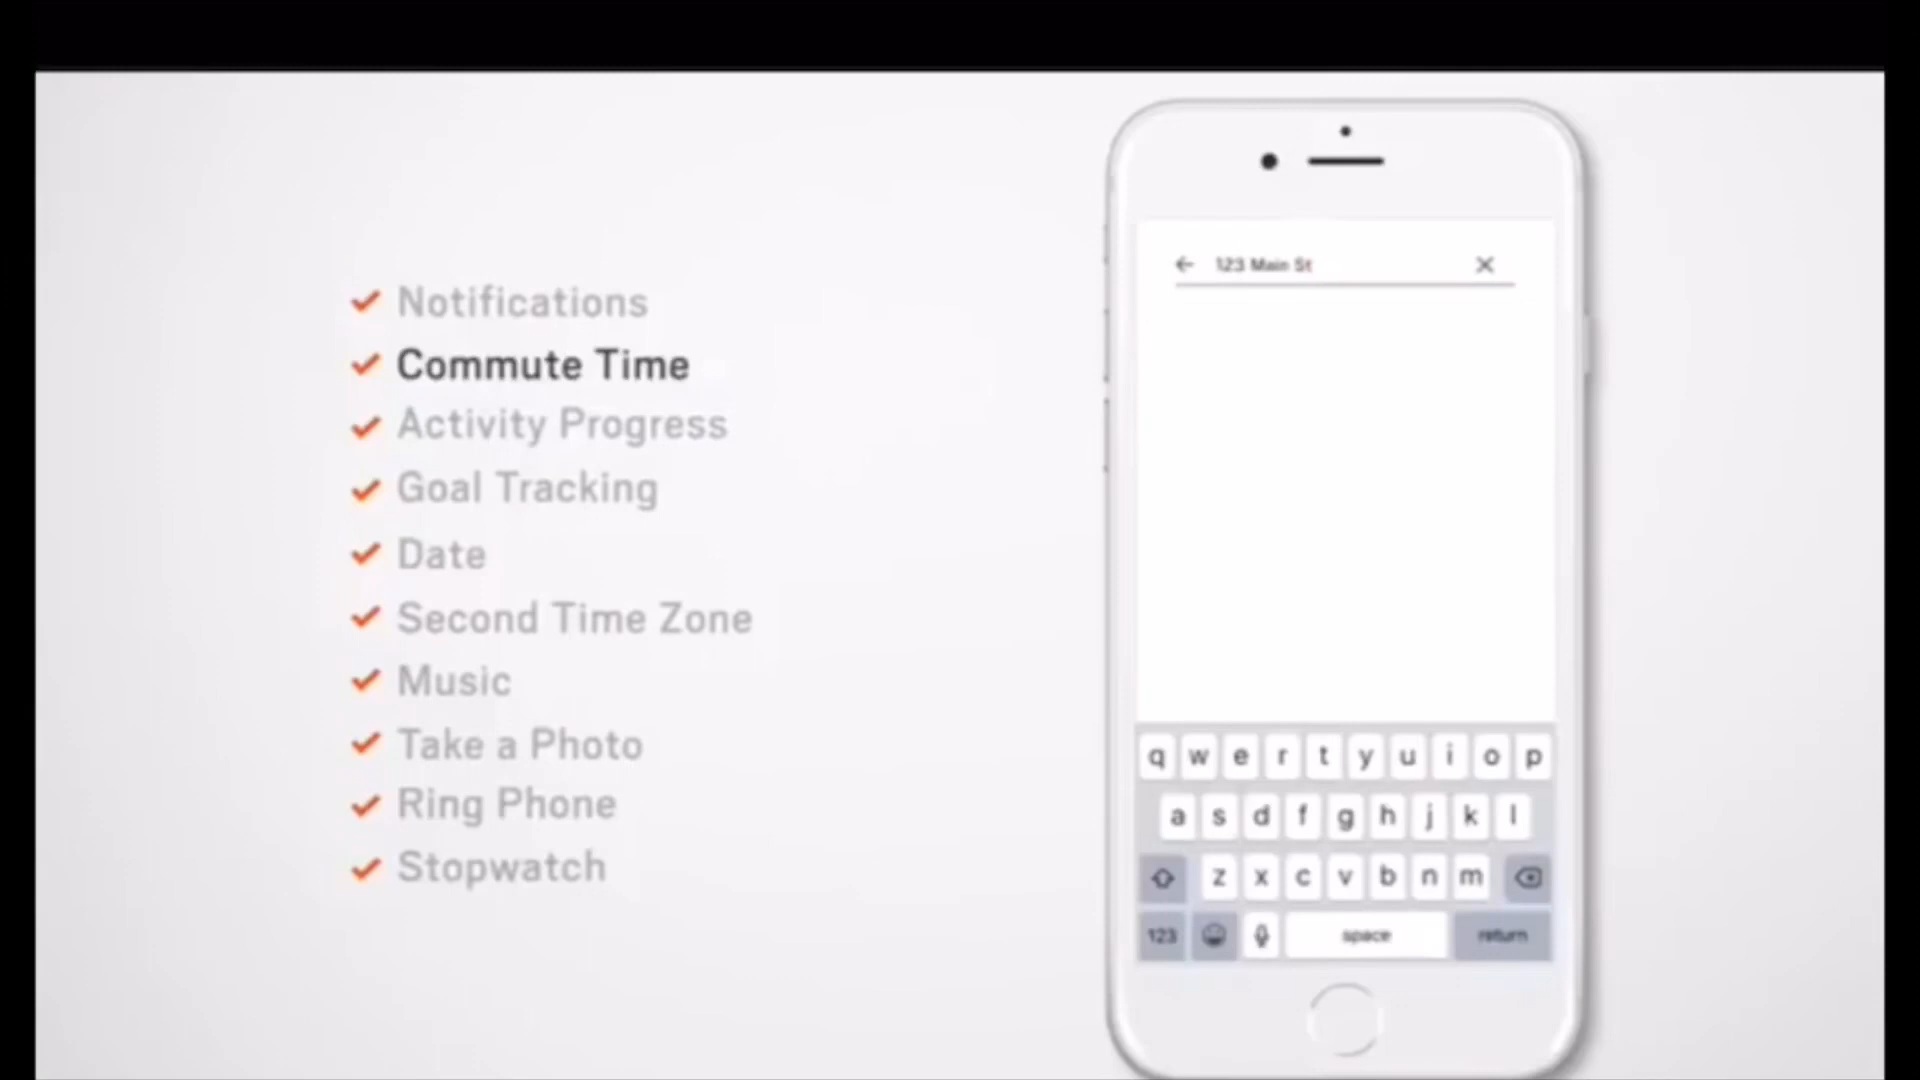 Notifications
Commute Time
Activity Progress
Goal Tracking
Date
Second Time Zone
Music
Take a Photo
Ring Phone
Stopwatch
123 Main St
q w e r t y u i o p
a s d f g h j k l
z x c v b n m
123 space return